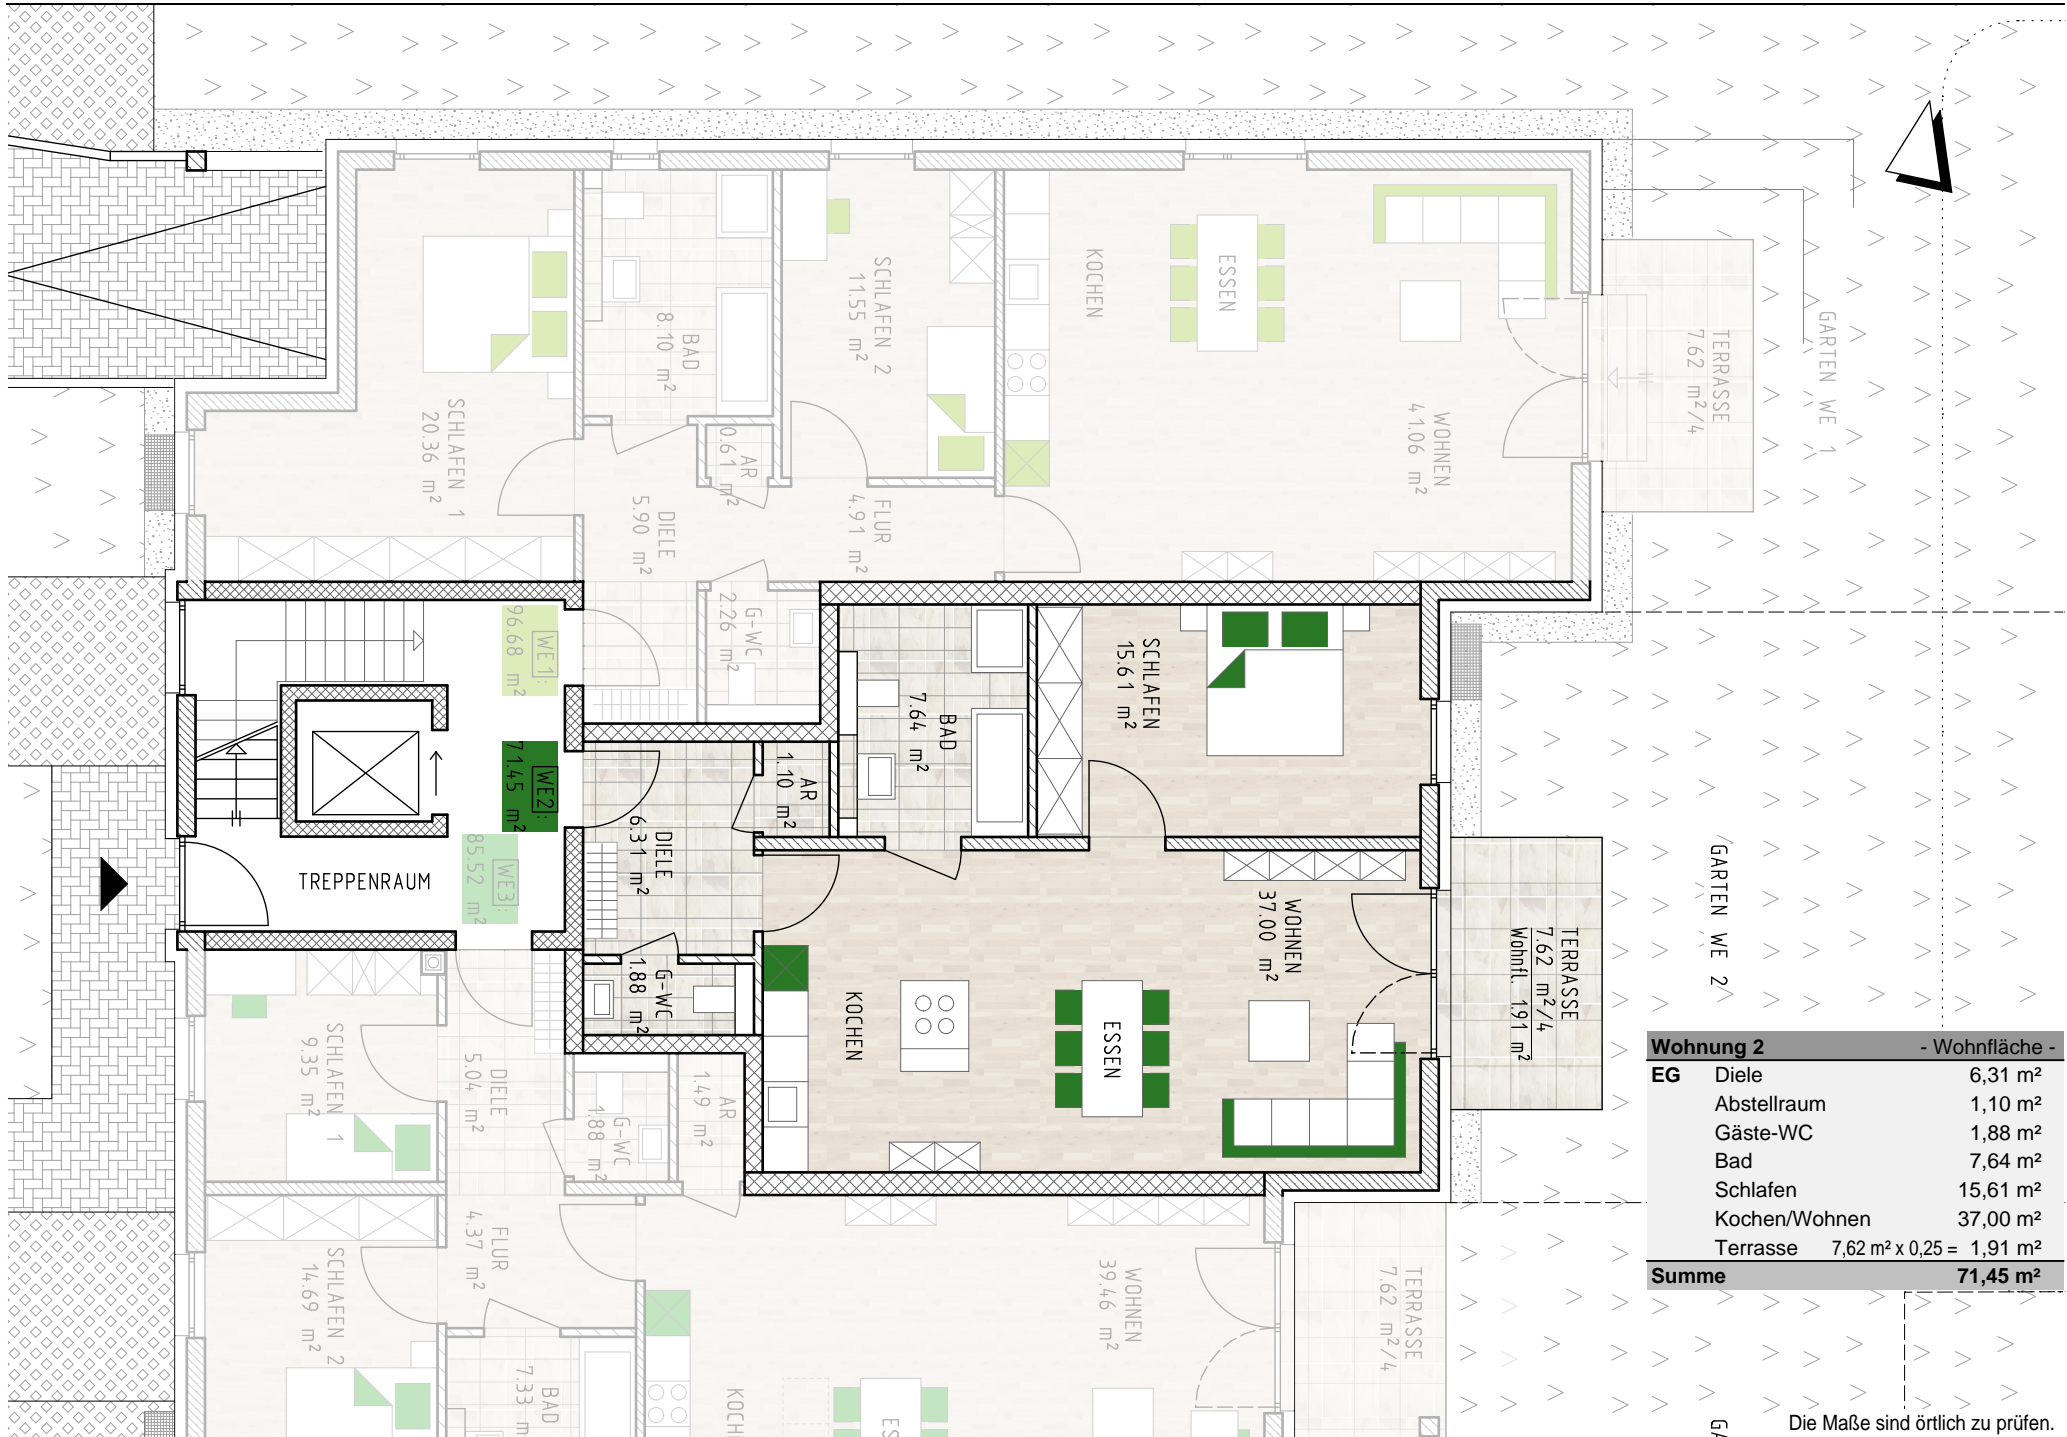 SCHLAFEN 1
20.36 m²
BAD
8.10 m²
SCHLAFEN 2
11.55 m²
KOCHEN
ESSEN
WOHNEN
41.06 m²
TERRASSE
7.62 m²/4
GARTEN WE 1
AR
0.61 m²
DIELE
5.90 m²
FLUR
4.91 m²
G-WC
2.26 m²
WE 1:
96.68 m²
WE2:
71.45 m²
WE3:
85.52 m²
TREPPENRAUM
DIELE
6.31 m²
AR
1.10 m²
BAD
7.64 m²
SCHLAFEN
15.61 m²
G-WC
1.88 m²
KOCHEN
ESSEN
WOHNEN
37.00 m²
TERRASSE
7.62 m²/4
Wohnfl. 1.91 m²
GARTEN WE 2
SCHLAFEN 1
9.35 m²
DIELE
5.04 m²
G-WC
1.88 m²
AR
1.49 m²
SCHLAFEN 2
14.69 m²
FLUR
4.37 m²
BAD
7.33 m
KOCH
ES
WOHNEN
39.46 m²
TERRASSE
7.62 m²/4
GA
Wohnung 2 - Wohnfläche -
EG Diele 6,31 m²
Abstellraum 1,10 m²
Gäste-WC 1,88 m²
Bad 7,64 m²
Schlafen 15,61 m²
Kochen/Wohnen 37,00 m²
Terrasse 7,62 m² x 0,25 = 1,91 m²
Summe 71,45 m²
Die Maße sind örtlich zu prüfen.